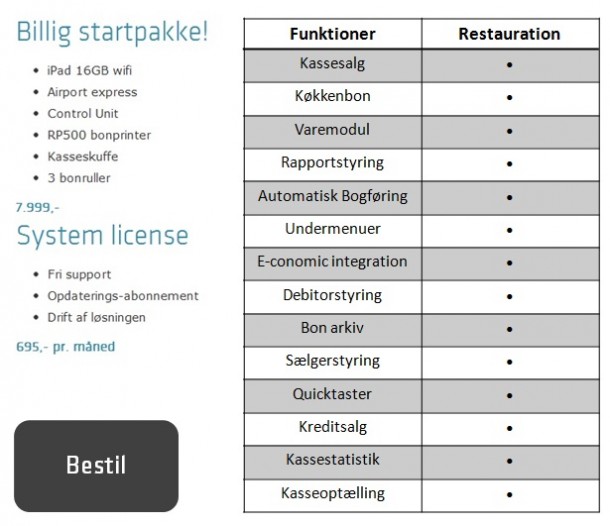 Billig startpakke!
• iPad 16GB wifi
• Airport express
• Control Unit
• RP500 bonprinter
• Kasseskuffe
• 3 bonruller
7.999,-
System license
• Fri support
• Opdaterings-abonnement
• Drift af løsningen
695,- pr. måned
Bestil
Funktioner Restauration
Kassesalg •
Køkkenbon •
Varemodul •
Rapportstyring •
Automatisk Bogføring •
Undermenuer •
E-conomic integration •
Debitorstyring •
Bon arkiv •
Sælgerstyring •
Quicktaster •
Kreditsalg •
Kassestatistik •
Kasseoptælling •